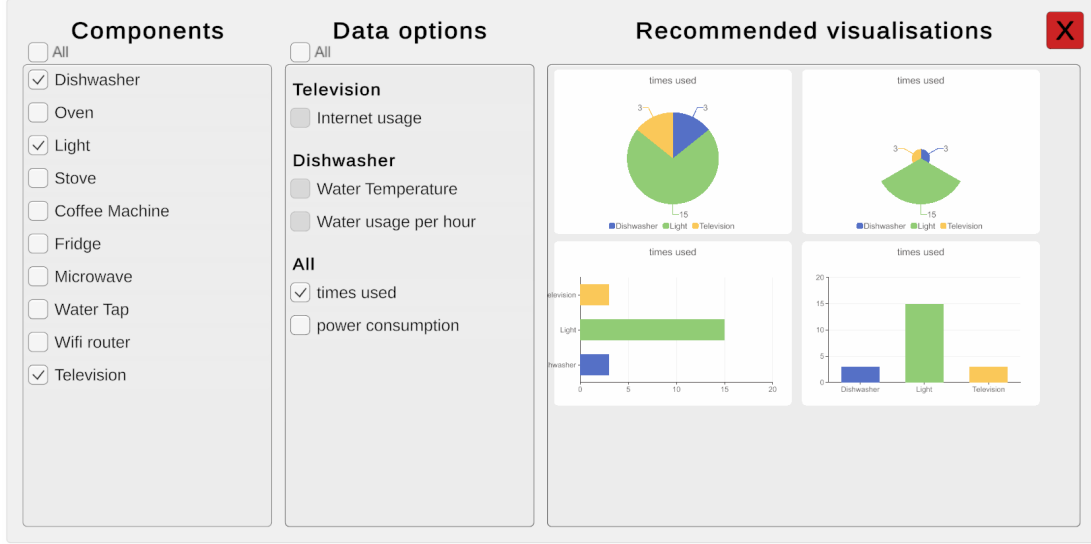 Components
All
Dishwasher
Oven
Light
Stove
Coffee Machine
Fridge
Microwave
Water Tap
Wifi router
Television
Data options
All
Television
Internet usage
Dishwasher
Water Temperature
Water usage per hour
All
times used
power consumption
Recommended visualisations
X
times used
3
3
15
Dishwasher Light Television
times used
3
3
15
Dishwasher Light Television
times used
elevision
Light
hwasher
0 5 10 15 20
times used
20
15
10
5
0
Dishwasher Light Television